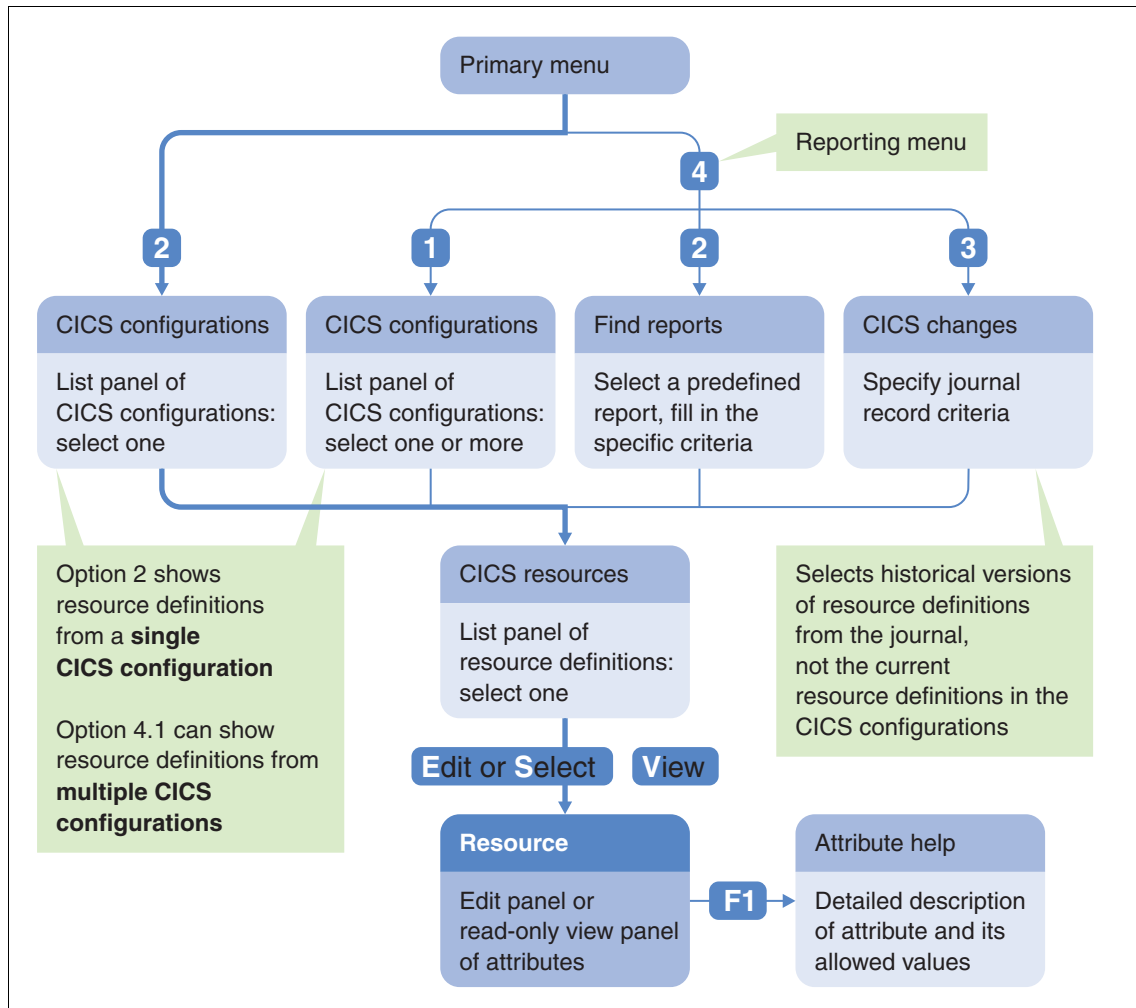 Primary menu
Reporting menu
4
2
1
2
3
CICS configurations
List panel of
CICS configurations:
select one
CICS configurations
List panel of
CICS configurations:
select one or more
Find reports
Select a predefined
report, fill in the
specific criteria
CICS changes
Specify journal
record criteria
Option 2 shows
resource definitions
from a single
CICS configuration
Option 4.1 can show
resource definitions from
multiple CICS
configurations
CICS resources
List panel of
resource definitions:
select one
Selects historical versions
of resource definitions
from the journal,
not the current
resource definitions in the
CICS configurations
Edit or Select
View
Resource
Edit panel or
read-only view panel
of attributes
F1
Attribute help
Detailed description
of attribute and its
allowed values